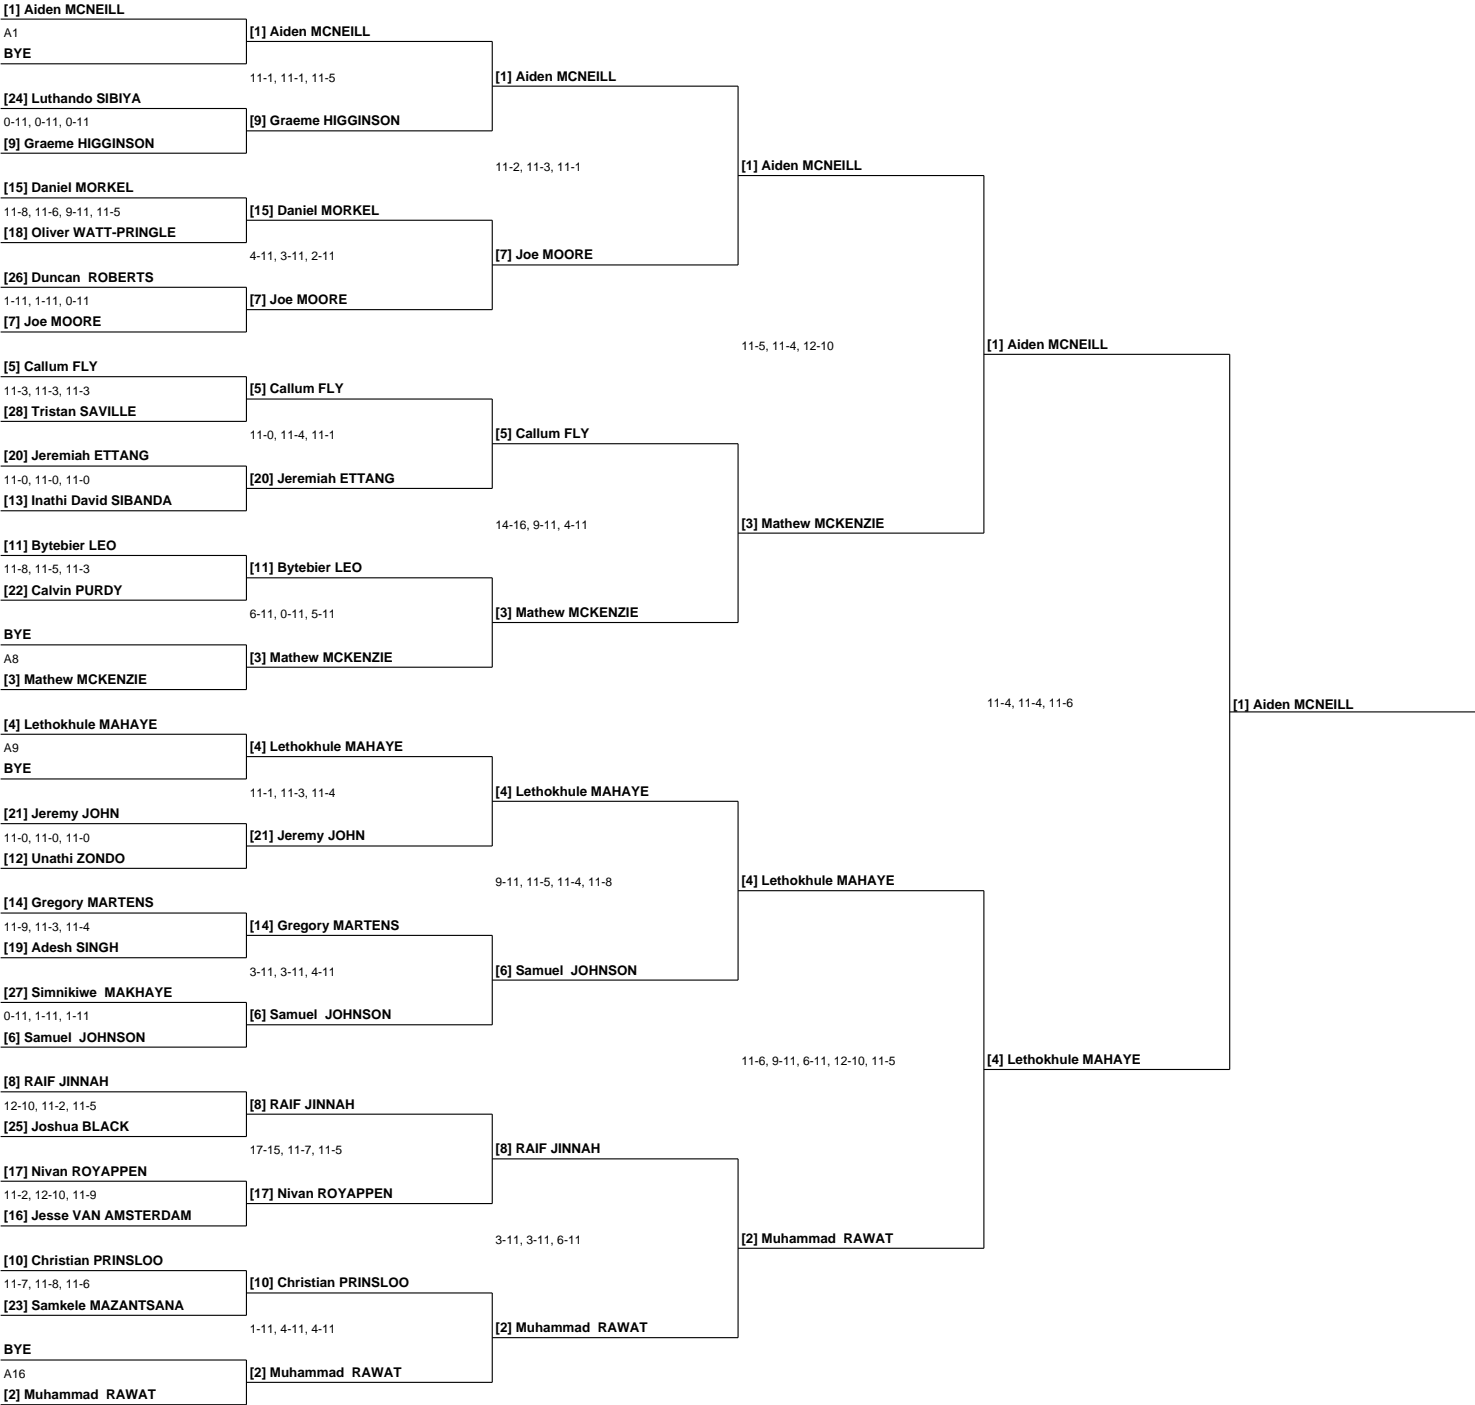 [1] Aiden MCNEILL
A1
[1] Aiden MCNEILL
BYE
11-1, 11-1, 11-5
[1] Aiden MCNEILL
[24] Luthando SIBIYA
0-11, 0-11, 0-11
[9] Graeme HIGGINSON
[9] Graeme HIGGINSON
11-2, 11-3, 11-1
[1] Aiden MCNEILL
[15] Daniel MORKEL
11-8, 11-6, 9-11, 11-5
[15] Daniel MORKEL
[18] Oliver WATT-PRINGLE
4-11, 3-11, 2-11
[7] Joe MOORE
[26] Duncan  ROBERTS
1-11, 1-11, 0-11
[7] Joe MOORE
[7] Joe MOORE
11-5, 11-4, 12-10
[1] Aiden MCNEILL
[5] Callum FLY
11-3, 11-3, 11-3
[5] Callum FLY
[28] Tristan SAVILLE
11-0, 11-4, 11-1
[5] Callum FLY
[20] Jeremiah ETTANG
11-0, 11-0, 11-0
[20] Jeremiah ETTANG
[13] Inathi David SIBANDA
14-16, 9-11, 4-11
[3] Mathew MCKENZIE
[11] Bytebier LEO
11-8, 11-5, 11-3
[11] Bytebier LEO
[22] Calvin PURDY
6-11, 0-11, 5-11
[3] Mathew MCKENZIE
BYE
A8
[3] Mathew MCKENZIE
[3] Mathew MCKENZIE
11-4, 11-4, 11-6
[1] Aiden MCNEILL
[4] Lethokhule MAHAYE
A9
[4] Lethokhule MAHAYE
BYE
11-1, 11-3, 11-4
[4] Lethokhule MAHAYE
[21] Jeremy JOHN
11-0, 11-0, 11-0
[21] Jeremy JOHN
[12] Unathi ZONDO
9-11, 11-5, 11-4, 11-8
[4] Lethokhule MAHAYE
[14] Gregory MARTENS
11-9, 11-3, 11-4
[14] Gregory MARTENS
[19] Adesh SINGH
3-11, 3-11, 4-11
[6] Samuel  JOHNSON
[27] Simnikiwe  MAKHAYE
0-11, 1-11, 1-11
[6] Samuel  JOHNSON
[6] Samuel  JOHNSON
11-6, 9-11, 6-11, 12-10, 11-5
[4] Lethokhule MAHAYE
[8] RAIF JINNAH
12-10, 11-2, 11-5
[8] RAIF JINNAH
[25] Joshua BLACK
17-15, 11-7, 11-5
[8] RAIF JINNAH
[17] Nivan ROYAPPEN
11-2, 12-10, 11-9
[17] Nivan ROYAPPEN
[16] Jesse VAN AMSTERDAM
3-11, 3-11, 6-11
[2] Muhammad  RAWAT
[10] Christian PRINSLOO
11-7, 11-8, 11-6
[10] Christian PRINSLOO
[23] Samkele MAZANTSANA
1-11, 4-11, 4-11
[2] Muhammad  RAWAT
BYE
A16
[2] Muhammad  RAWAT
[2] Muhammad  RAWAT